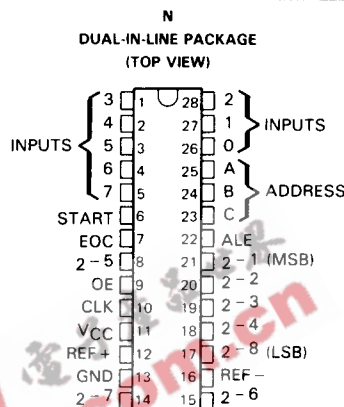 N
DUAL-IN-LINE PACKAGE
(TOP VIEW)
3 1 28 2
4 2 27 1 INPUTS
INPUTS 5 3 26 0
6 4 25 A
7 5 24 B ADDRESS
START 6 23 C
EOC 7 22 ALE
2-5 8 21 2-1 (MSB)
OE 9 20 2-2
CLK 10 19 2-3
VCC 11 18 2-4
REF+ 12 17 2-8 (LSB)
GND 13 16 REF-
2-7 14 15 2-6
com.cn